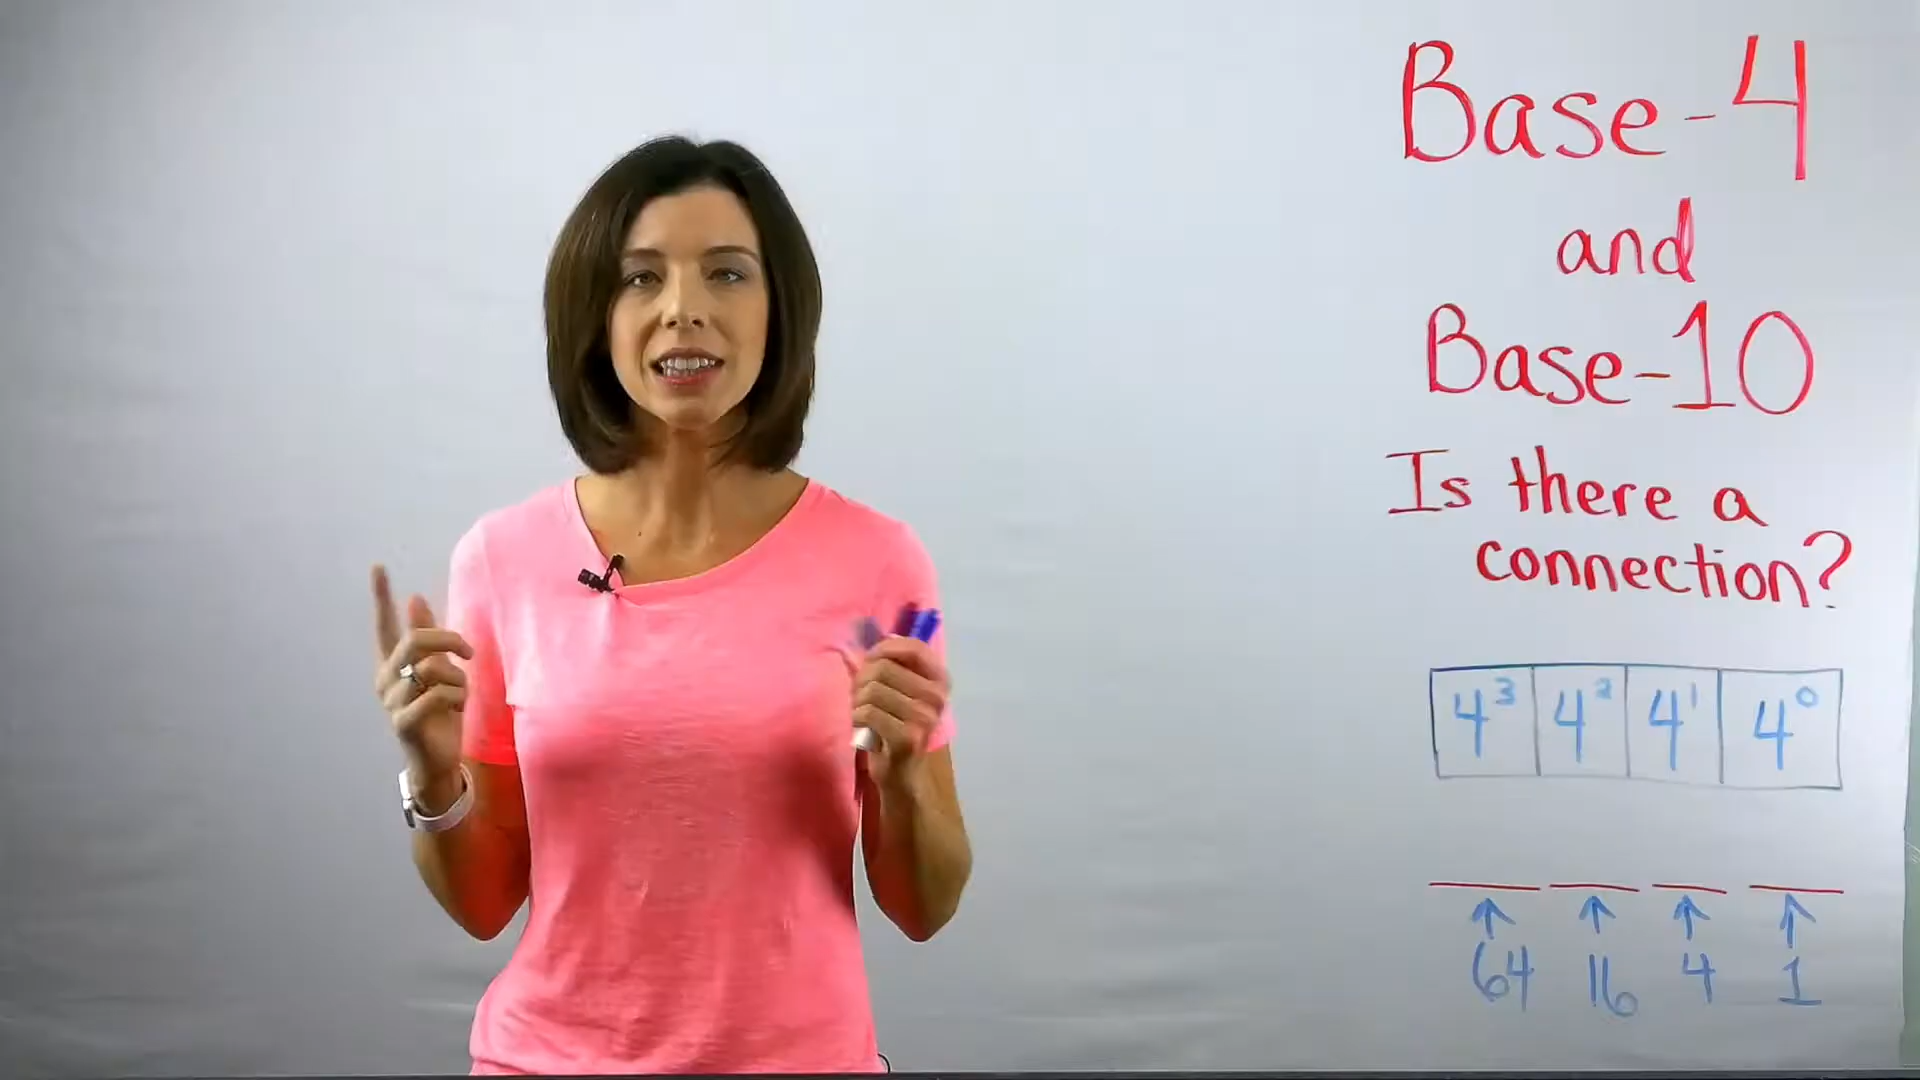 Base-4
and
Base-10
Is there a
connection?
4³ 4² 4¹ 4⁰
64 16 4 1